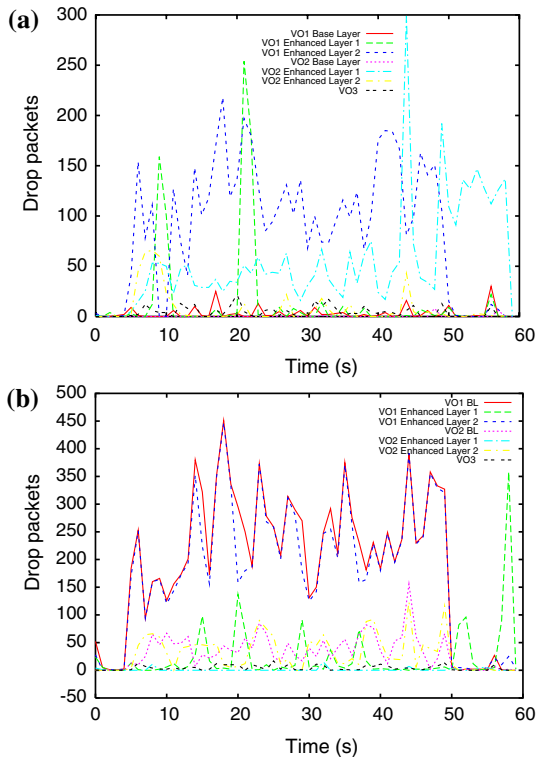 (a)
300
250
200
150
100
50
0
Drop packets
VO1 Base Layer
VO1 Enhanced Layer 1
VO1 Enhanced Layer 2
VO2 Base Layer
VO2 Enhanced Layer 1
VO2 Enhanced Layer 2
VO3
0 10 20 30 40 50 60
Time (s)
(b)
500
450
400
350
300
250
200
150
100
50
0
-50
Drop packets
VO1 BL
VO1 Enhanced Layer 1
VO1 Enhanced Layer 2
VO2 BL
VO2 Enhanced Layer 1
VO2 Enhanced Layer 2
VO3
0 10 20 30 40 50 60
Time (s)